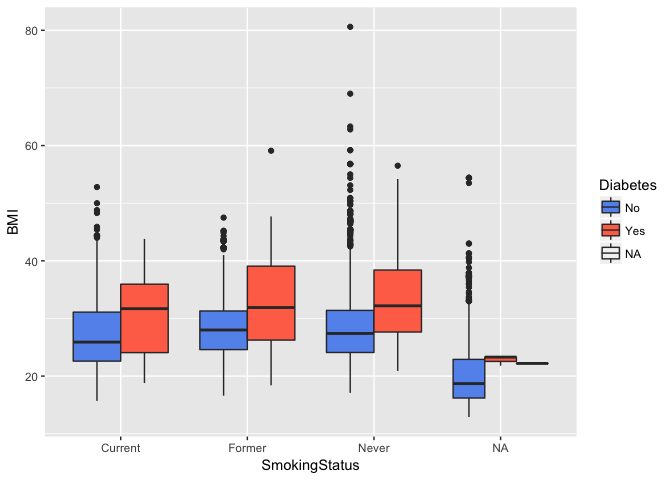 80
60
40
20
BMI
Current Former Never NA
SmokingStatus
Diabetes
No
Yes
NA